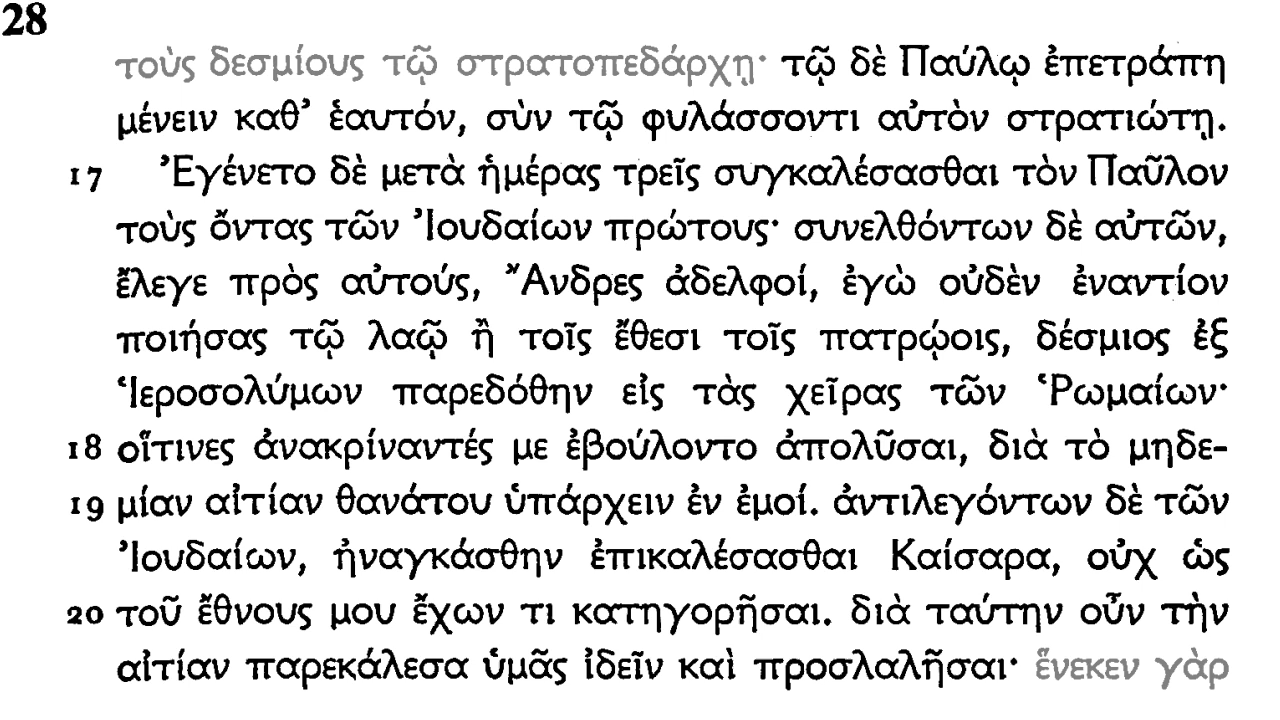 28
τοὺς δεσμίους τῷ στρατοπεδάρχῃ· τῷ δὲ Παύλῳ ἐπετράπη
μένειν καθ’ ἑαυτόν, σὺν τῷ φυλάσσοντι αὐτὸν στρατιώτῃ.
17 Ἐγένετο δὲ μετὰ ἡμέρας τρεῖς συγκαλέσασθαι τὸν Παῦλον
τοὺς ὄντας τῶν Ἰουδαίων πρώτους· συνελθόντων δὲ αὐτῶν,
ἔλεγε πρὸς αὐτούς, Ἄνδρες ἀδελφοί, ἐγὼ οὐδὲν ἐναντίον
ποιήσας τῷ λαῷ ἢ τοῖς ἔθεσι τοῖς πατρῴοις, δέσμιος ἐξ
Ἱεροσολύμων παρεδόθην εἰς τὰς χεῖρας τῶν Ῥωμαίων·
18 οἵτινες ἀνακρίναντές με ἐβούλοντο ἀπολῦσαι, διὰ τὸ μηδε-
19 μίαν αἰτίαν θανάτου ὑπάρχειν ἐν ἐμοί. ἀντιλεγόντων δὲ τῶν
Ἰουδαίων, ἠναγκάσθην ἐπικαλέσασθαι Καίσαρα, οὐχ ὡς
20 τοῦ ἔθνους μου ἔχων τι κατηγορῆσαι. διὰ ταύτην οὖν τὴν
αἰτίαν παρεκάλεσα ὑμᾶς ἰδεῖν καὶ προσλαλῆσαι· ἕνεκεν γὰρ